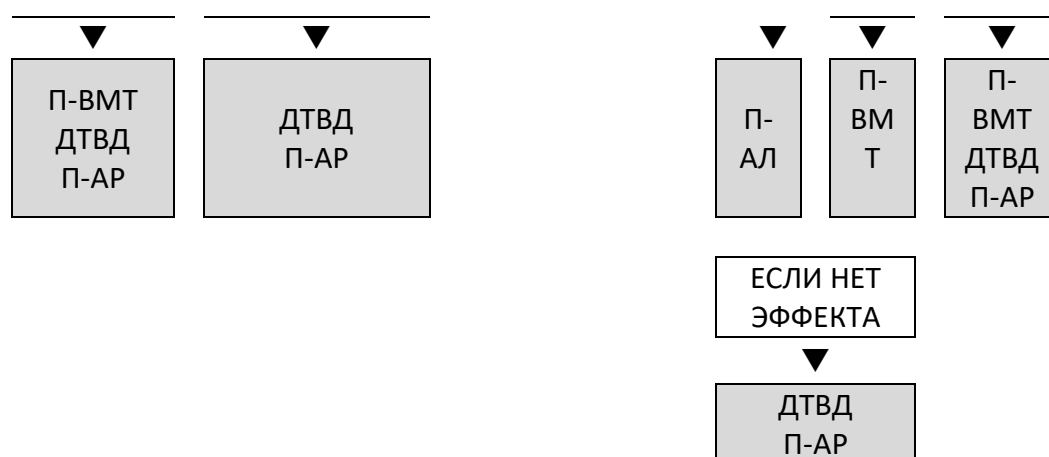 П-ВМТ
ДТВД
П-АР
ДТВД
П-АР
П-
АЛ
П-
ВМ
Т
П-
ВМТ
ДТВД
П-АР
ЕСЛИ НЕТ
ЭФФЕКТА
ДТВД
П-АР